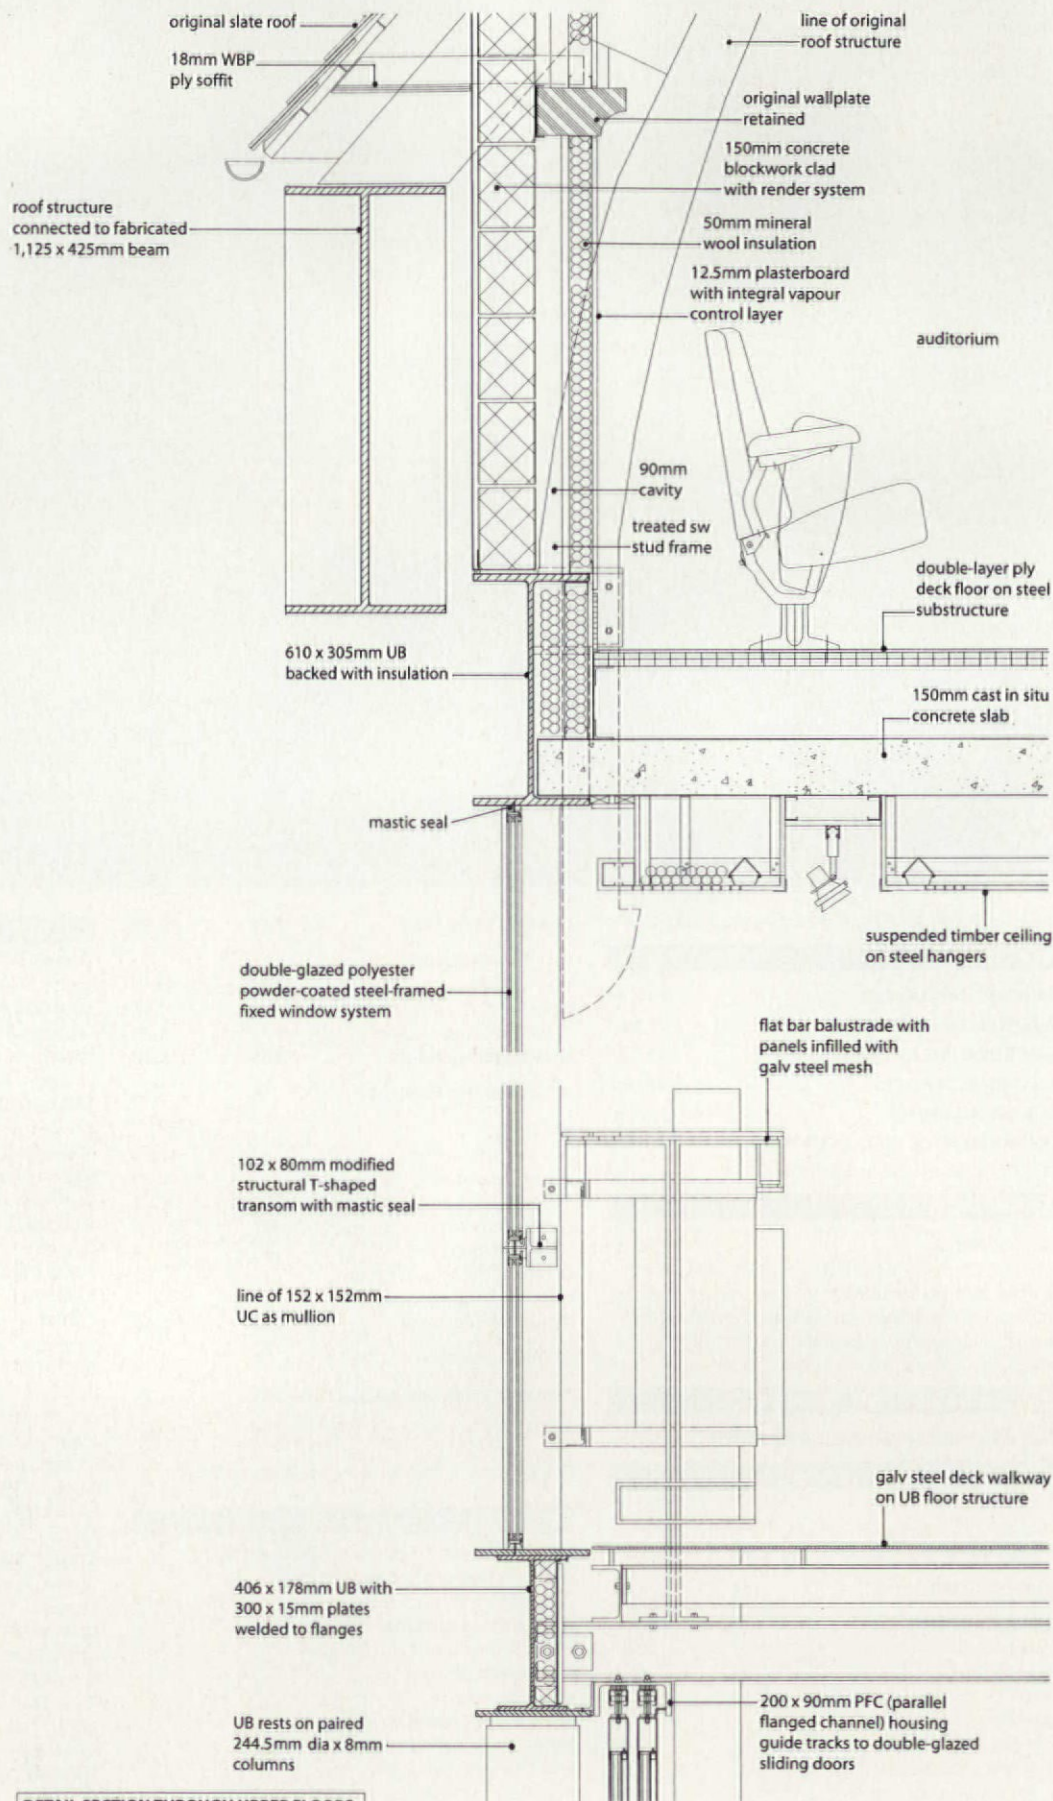 original slate roof
18mm WBP
ply soffit
line of original
roof structure
original wallplate
retained
150mm concrete
blockwork clad
with render system
roof structure
connected to fabricated
1,125 x 425mm beam
50mm mineral
wool insulation
12.5mm plasterboard
with integral vapour
control layer
auditorium
90mm
cavity
treated sw
stud frame
double-layer ply
deck floor on steel
substructure
610 x 305mm UB
backed with insulation
150mm cast in situ
concrete slab
mastic seal
suspended timber ceiling
on steel hangers
double-glazed polyester
powder-coated steel-framed
fixed window system
flat bar balustrade with
panels infilled with
galv steel mesh
102 x 80mm modified
structural T-shaped
transom with mastic seal
line of 152 x 152mm
UC as mullion
galv steel deck walkway
on UB floor structure
406 x 178mm UB with
300 x 15mm plates
welded to flanges
200 x 90mm PFC (parallel
flanged channel) housing
guide tracks to double-glazed
sliding doors
UB rests on paired
244.5mm dia x 8mm
columns
DETAIL SECTION THROUGH UPPER FLOORS